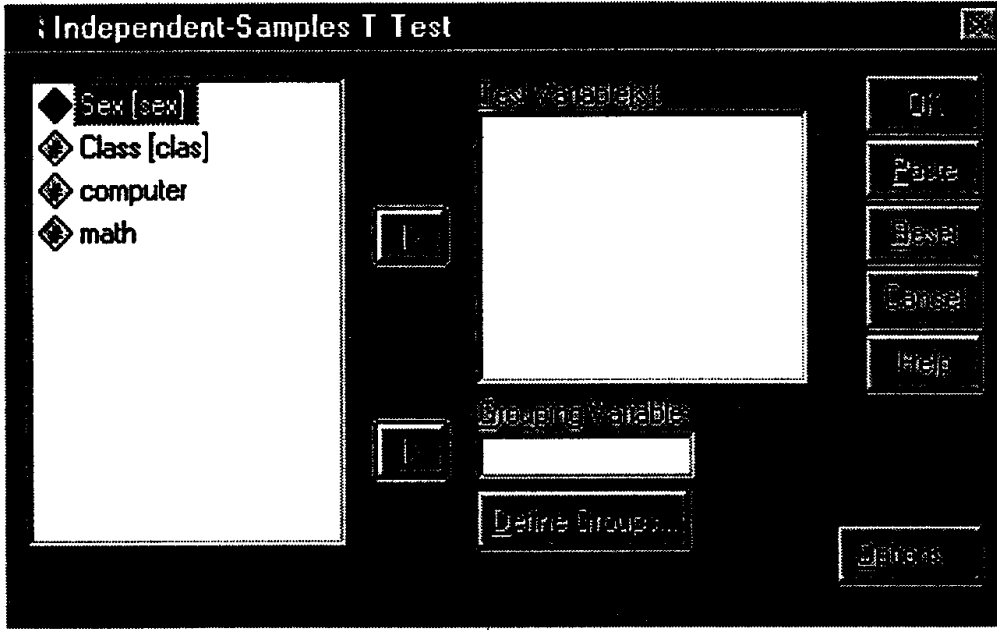 Independent-Samples T Test
Sex [sex]
Class [clas]
computer
math
Test Variable(s):
Grouping Variable:
Define Groups...
OK
Paste
Reset
Cancel
Help
Options...